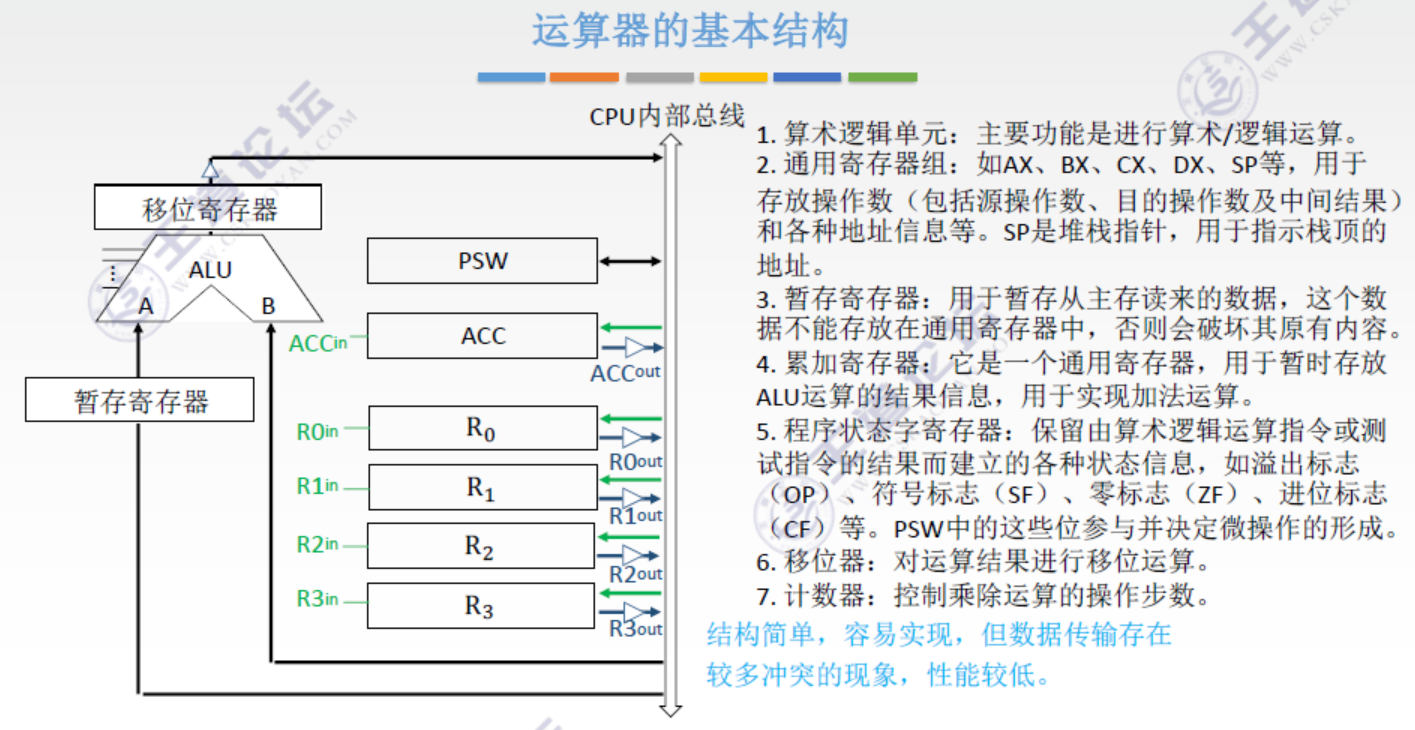 运算器的基本结构
CPU内部总线
移位寄存器
ALU
A
B
暂存寄存器
PSW
ACCin
ACC
ACCout
R0in
R₀
R0out
R1in
R₁
R1out
R2in
R₂
R2out
R3in
R₃
R3out
1. 算术逻辑单元：主要功能是进行算术/逻辑运算。
2. 通用寄存器组：如AX、BX、CX、DX、SP等，用于
存放操作数（包括源操作数、目的操作数及中间结果）
和各种地址信息等。SP是堆栈指针，用于指示栈顶的
地址。
3. 暂存寄存器：用于暂存从主存读来的数据，这个数
据不能存放在通用寄存器中，否则会破坏其原有内容。
4. 累加寄存器：它是一个通用寄存器，用于暂时存放
ALU运算的结果信息，用于实现加法运算。
5. 程序状态字寄存器：保留由算术逻辑运算指令或测
试指令的结果而建立的各种状态信息，如溢出标志
（OP）、符号标志（SF）、零标志（ZF）、进位标志
（CF）等。PSW中的这些位参与并决定微操作的形成。
6. 移位器：对运算结果进行移位运算。
7. 计数器：控制乘除运算的操作步数。
结构简单，容易实现，但数据传输存在
较多冲突的现象，性能较低。
王道论坛